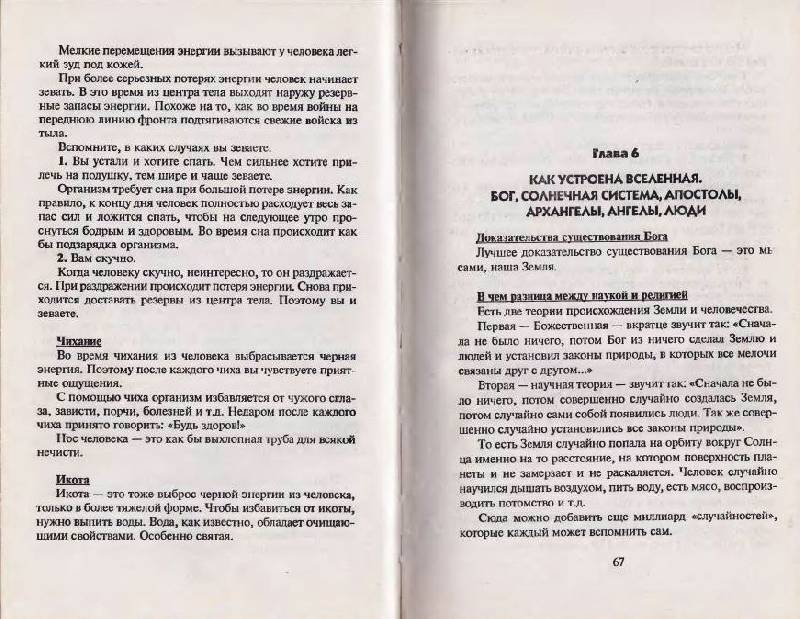 Мелкие перемещения энергии вызывают у человека лег-
кий зуд под кожей.
При более серьезных потерях энергии человек начинает
зевать. В это время из центра тела выходят наружу резерв-
ные запасы энергии. Похоже на то, как во время войны на
переднюю линию фронта подтягиваются свежие войска из
тыла.
Вспомните, в каких случаях вы зеваете.
1. Вы устали и хотите спать. Чем сильнее хотите при-
лечь на подушку, тем шире и чаще зеваете.
Организм требует сна при большой потере энергии. Как
правило, к концу дня человек полностью расходует весь за-
пас сил и ложится спать, чтобы на следующее утро про-
снуться бодрым и здоровым. Во время сна происходит как
бы подзарядка организма.
2. Вам скучно.
Когда человеку скучно, неинтересно, то он раздражает-
ся. При раздражении происходит потеря энергии. Снова при-
ходится доставать резервы из центра тела. Поэтому вы и
зеваете.
Чихание
Во время чихания из человека выбрасывается черная
энергия. Поэтому после каждого чиха вы чувствуете прият-
ные ощущения.
С помощью чиха организм избавляется от чужого сгла-
за, зависти, порчи, болезней и т.д. Недаром после каждого
чиха принято говорить: «Будь здоров!»
Нос человека — это как бы выхлопная труба для всякой
нечисти.
Икота
Икота — это тоже выброс черной энергии из человека,
только в более тяжелой форме. Чтобы избавиться от икоты,
нужно выпить воды. Вода, как известно, обладает очищаю-
щими свойствами. Особенно святая.
Глава 6
КАК УСТРОЕНА ВСЕЛЕННАЯ.
БОГ, СОЛНЕЧНАЯ СИСТЕМА, АПОСТОЛЫ,
АРХАНГЕЛЫ, АНГЕЛЫ, ЛЮДИ
Доказательства существования Бога
Лучшее доказательство существования Бога — это мы
сами, наша Земля.
В чем разница между наукой и религией
Есть две теории происхождения Земли и человечества.
Первая — Божественная — вкратце звучит так: «Снача-
ла не было ничего, потом Бог из ничего сделал Землю и
людей и установил законы природы, в которых все мелочи
связаны друг с другом...»
Вторая — научная теория — звучит так: «Сначала не бы-
ло ничего, потом совершенно случайно создалась Земля,
потом случайно сами собой появились люди. Так же совер-
шенно случайно установились все законы природы».
То есть Земля случайно попала на орбиту вокруг Солн-
ца именно на то расстояние, на котором поверхность пла-
неты и не замерзает и не раскаляется. Человек случайно
научился дышать воздухом, пить воду, есть мясо, воспроиз-
водить потомство и т.д.
Сюда можно добавить еще миллиард «случайностей»,
которые каждый может вспомнить сам.
67